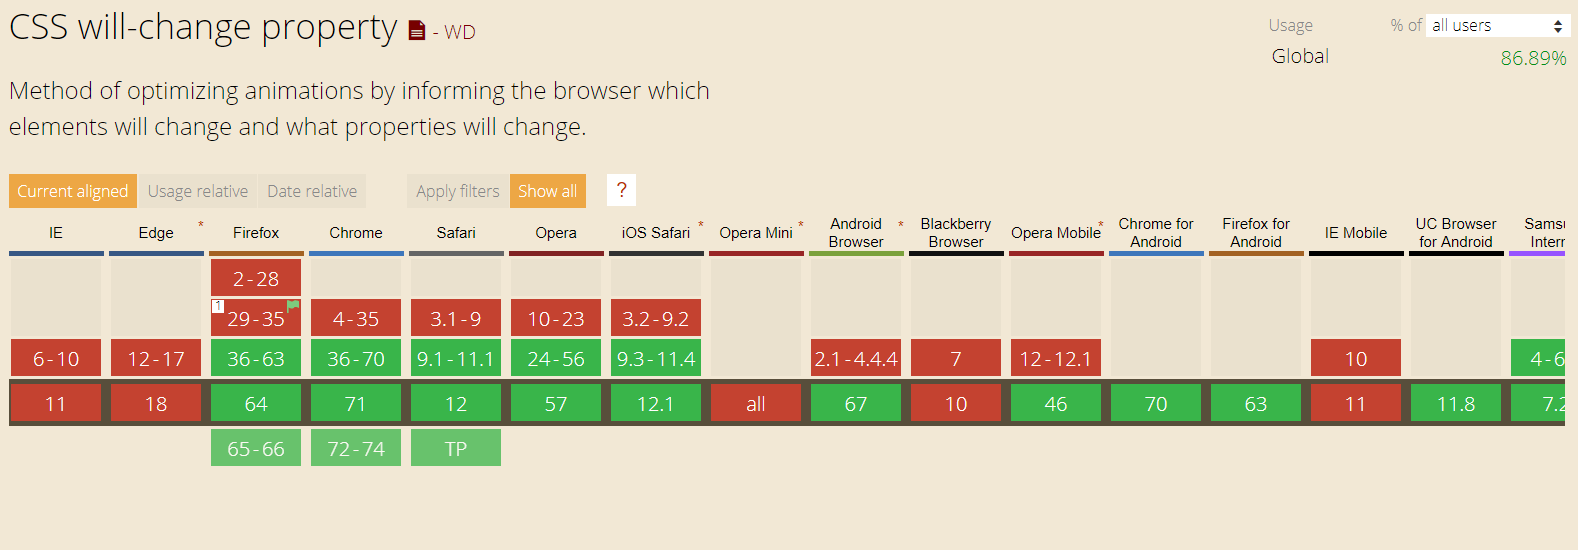 CSS will-change property - WD
Usage % of all users
Global 86.89%
Method of optimizing animations by informing the browser which
elements will change and what properties will change.
Current aligned Usage relative Date relative Apply filters Show all ?
IE Edge * Firefox Chrome Safari Opera iOS Safari * Opera Mini * Android Browser * Blackberry Browser Opera Mobile * Chrome for Android Firefox for Android IE Mobile UC Browser for Android
2-28
1 29-35 4-35 3.1-9 10-23 3.2-9.2
6-10 12-17 36-63 36-70 9.1-11.1 24-56 9.3-11.4 2.1-4.4.4 7 12-12.1 10 4-6
11 18 64 71 12 57 12.1 all 67 10 46 70 63 11 11.8 7.2
65-66 72-74 TP